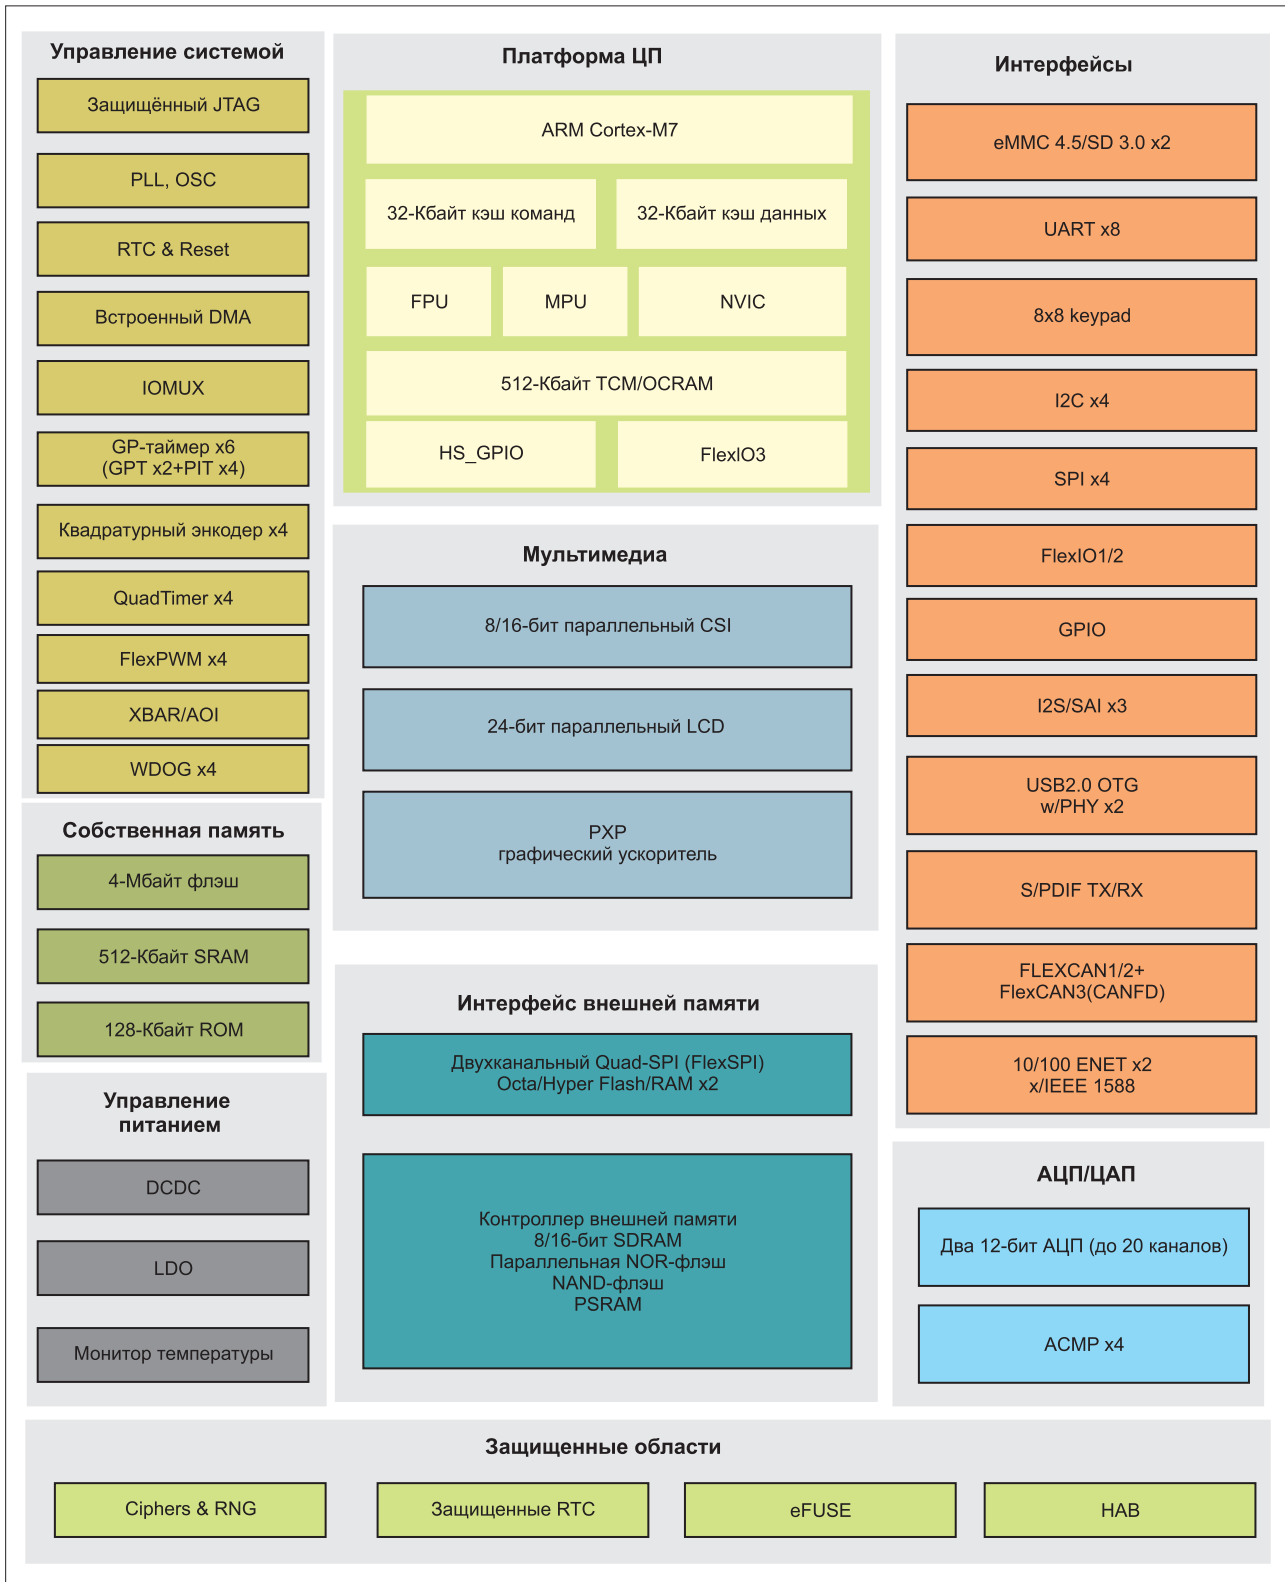 Управление системой
Защищённый JTAG
PLL, OSC
RTC & Reset
Встроенный DMA
IOMUX
GP-таймер x6
(GPT x2+PIT x4)
Квадратурный энкодер x4
QuadTimer x4
FlexPWM x4
XBAR/AOI
WDOG x4
Собственная память
4-Мбайт флэш
512-Кбайт SRAM
128-Кбайт ROM
Управление
питанием
DCDC
LDO
Монитор температуры
Платформа ЦП
ARM Cortex-M7
32-Кбайт кэш команд
32-Кбайт кэш данных
FPU
MPU
NVIC
512-Кбайт TCM/OCRAM
HS_GPIO
FlexIO3
Мультимедиа
8/16-бит параллельный CSI
24-бит параллельный LCD
PXP
графический ускоритель
Интерфейс внешней памяти
Двухканальный Quad-SPI (FlexSPI)
Octa/Hyper Flash/RAM x2
Контроллер внешней памяти
8/16-бит SDRAM
Параллельная NOR-флэш
NAND-флэш
PSRAM
Интерфейсы
eMMC 4.5/SD 3.0 x2
UART x8
8x8 keypad
I2C x4
SPI x4
FlexIO1/2
GPIO
I2S/SAI x3
USB2.0 OTG
w/PHY x2
S/PDIF TX/RX
FLEXCAN1/2+
FlexCAN3(CANFD)
10/100 ENET x2
x/IEEE 1588
АЦП/ЦАП
Два 12-бит АЦП (до 20 каналов)
ACMP x4
Защищенные области
Ciphers & RNG
Защищенные RTC
eFUSE
HAB